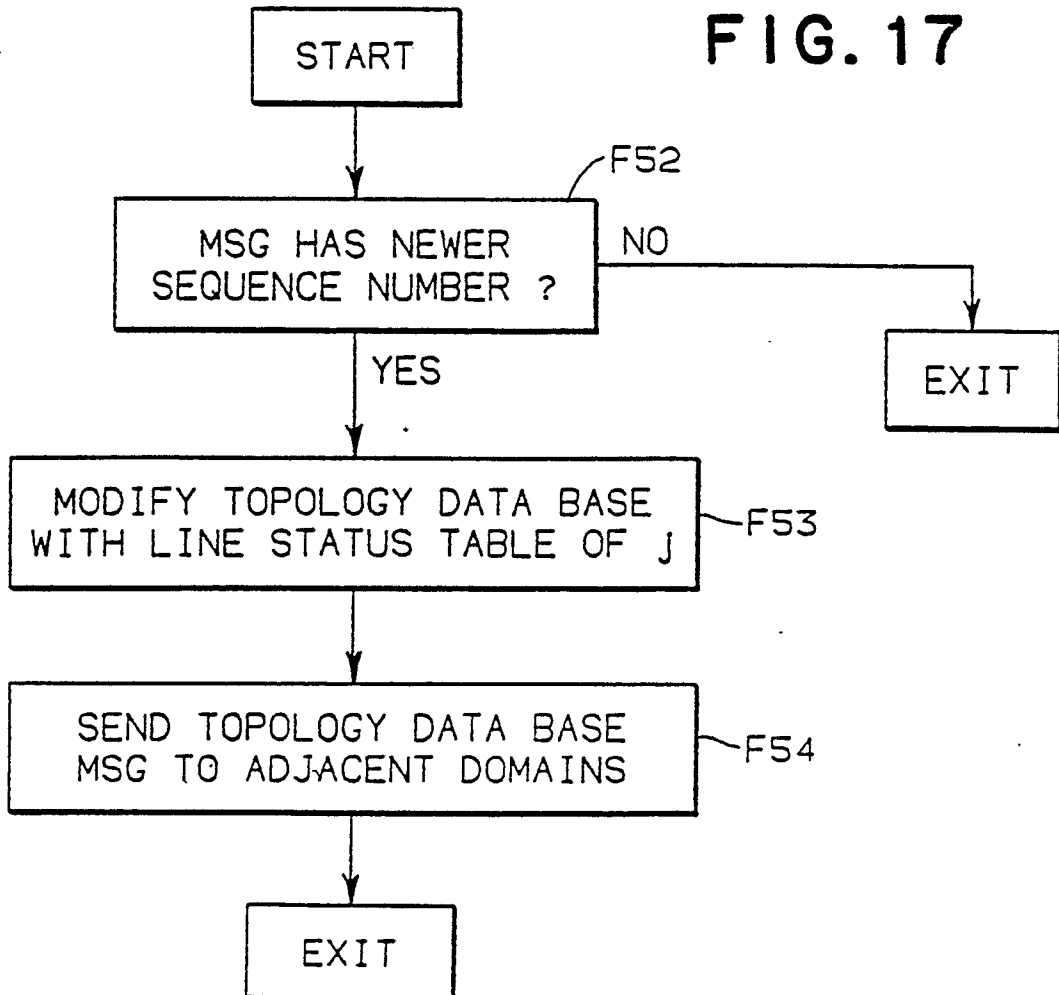 FIG. 17
START
F52
MSG HAS NEWER
SEQUENCE NUMBER ?
NO
EXIT
YES
MODIFY TOPOLOGY DATA BASE
WITH LINE STATUS TABLE OF j
F53
SEND TOPOLOGY DATA BASE
MSG TO ADJACENT DOMAINS
F54
EXIT